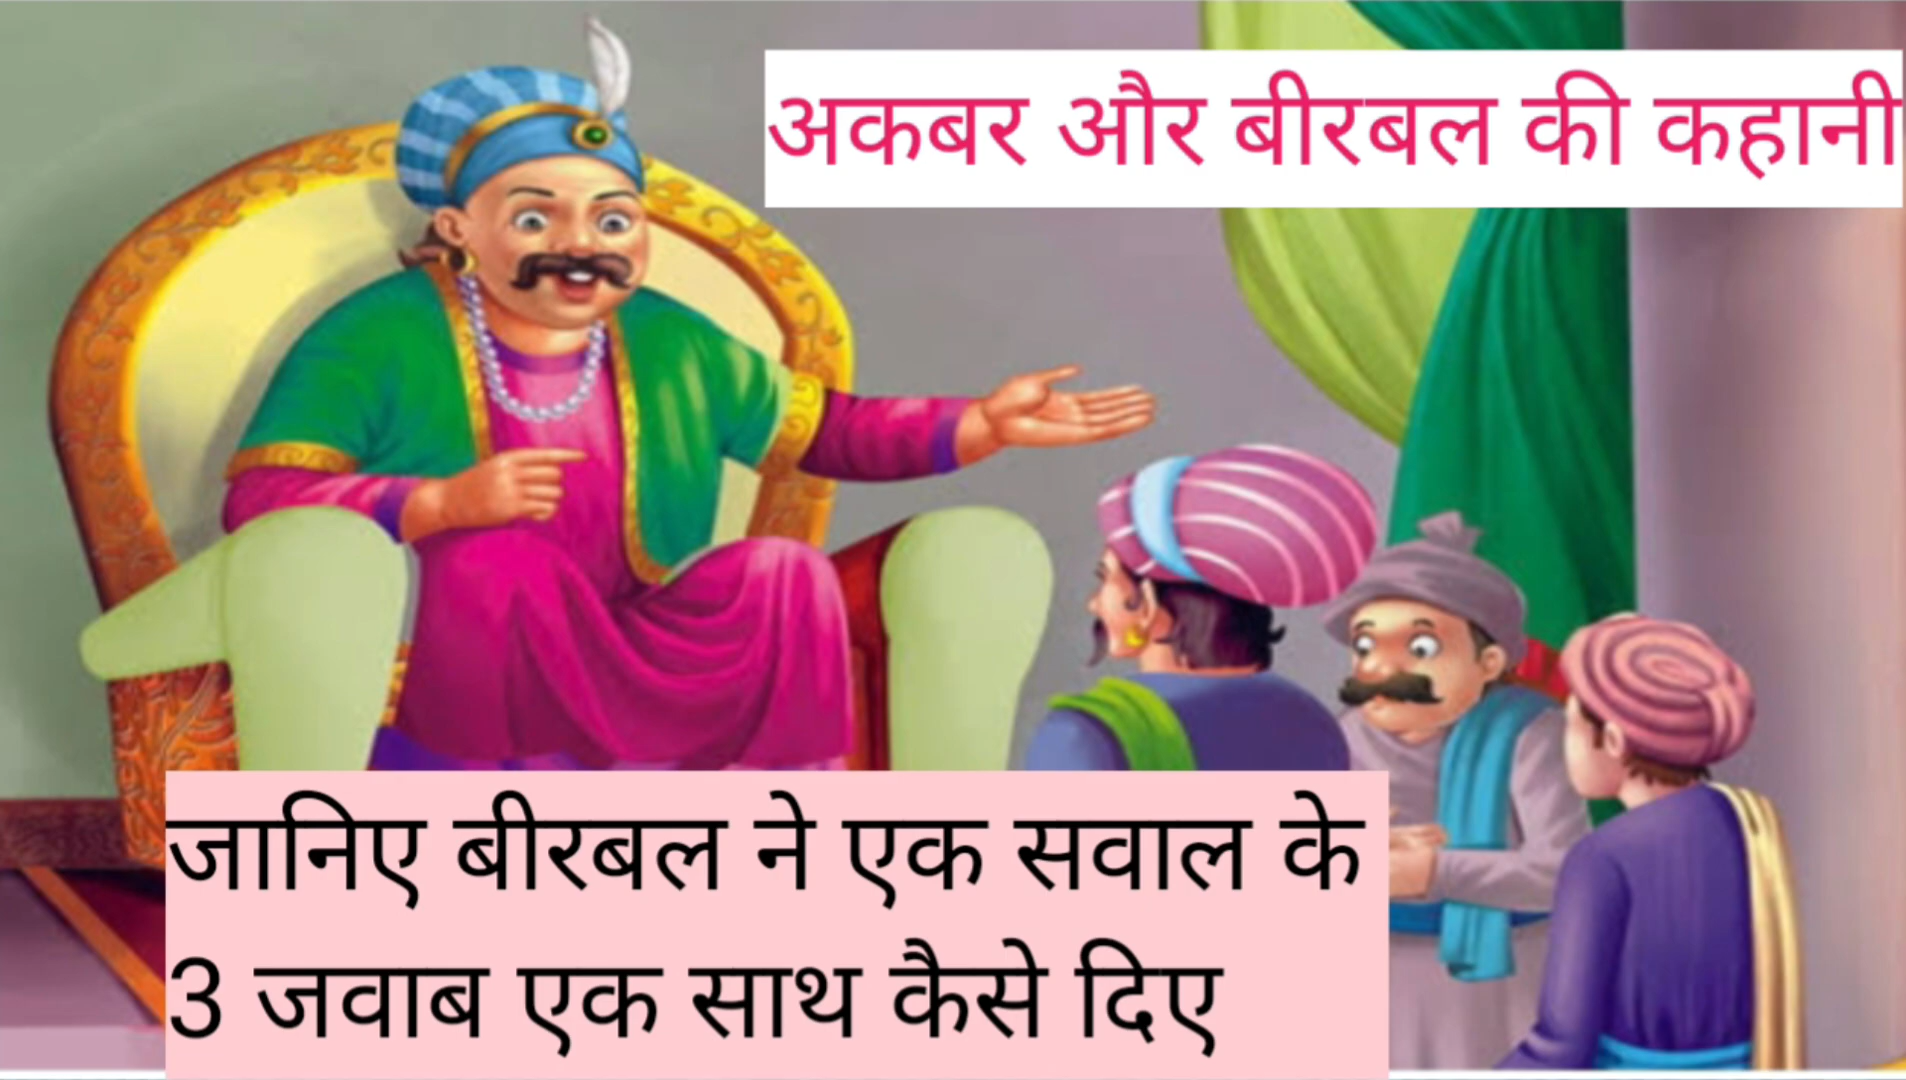 अकबर और बीरबल की कहानी
जानिए बीरबल ने एक सवाल के
3 जवाब एक साथ कैसे दिए